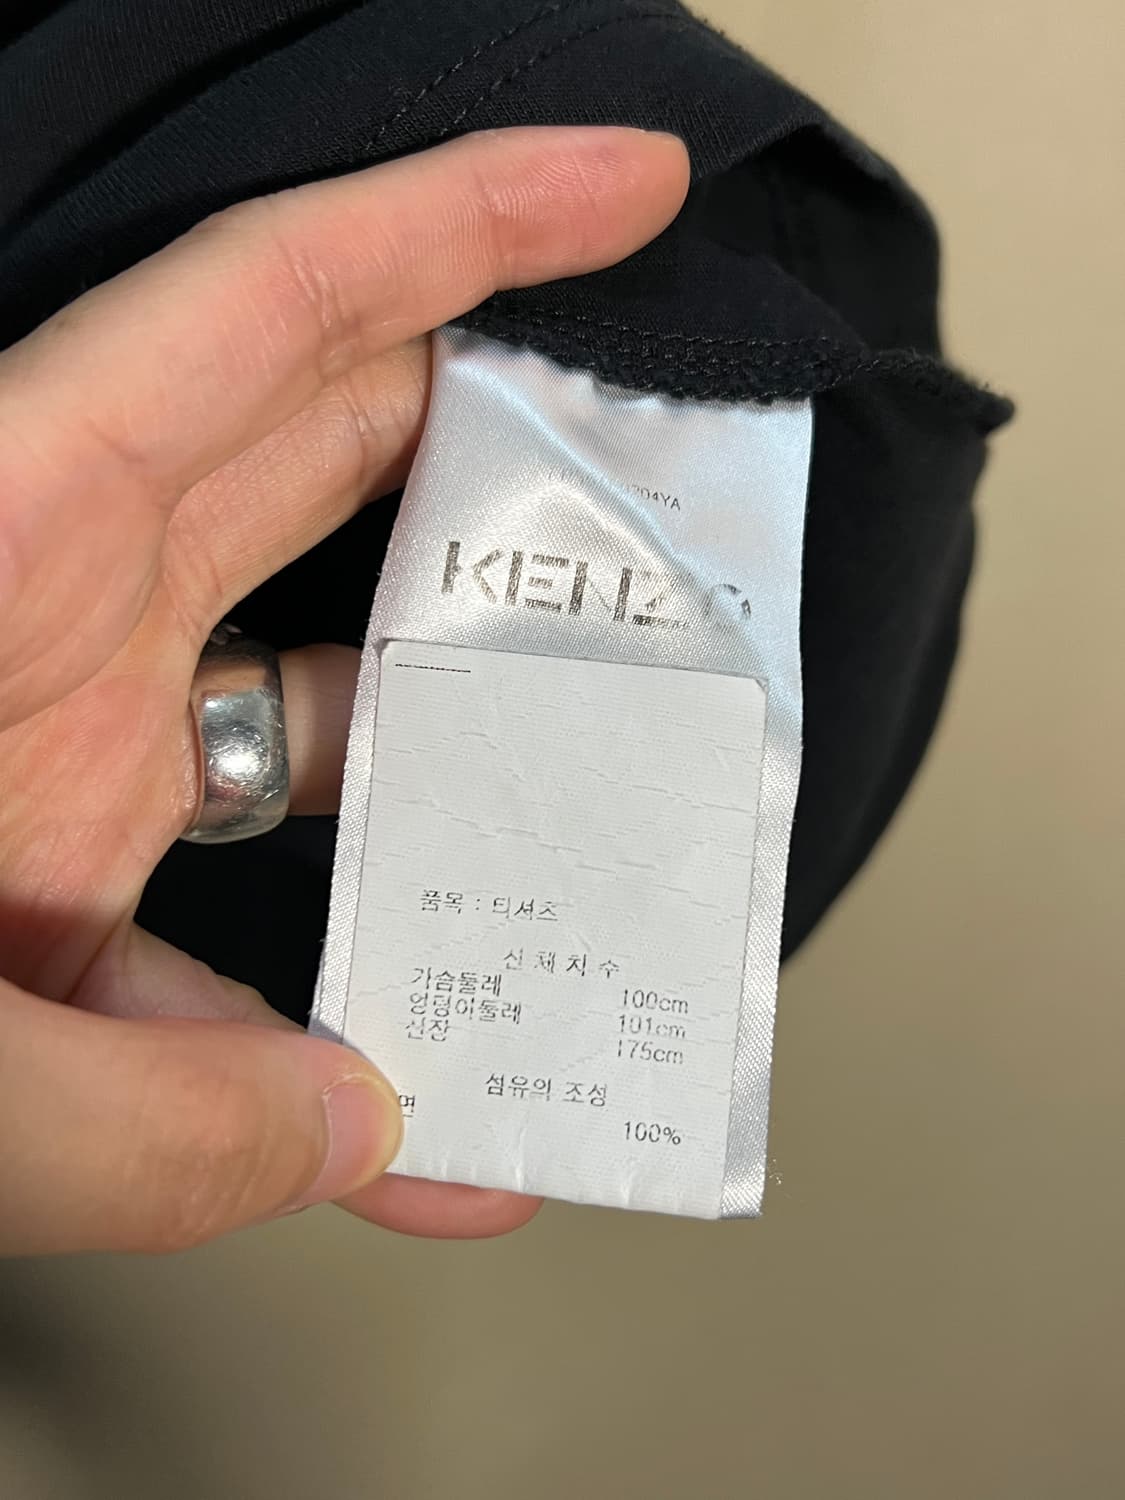 KENZO
품목 : 티셔츠
신체치수
가슴둘레 100cm
엉덩이둘레 101cm
신장 175cm
섬유의 조성
면 100%